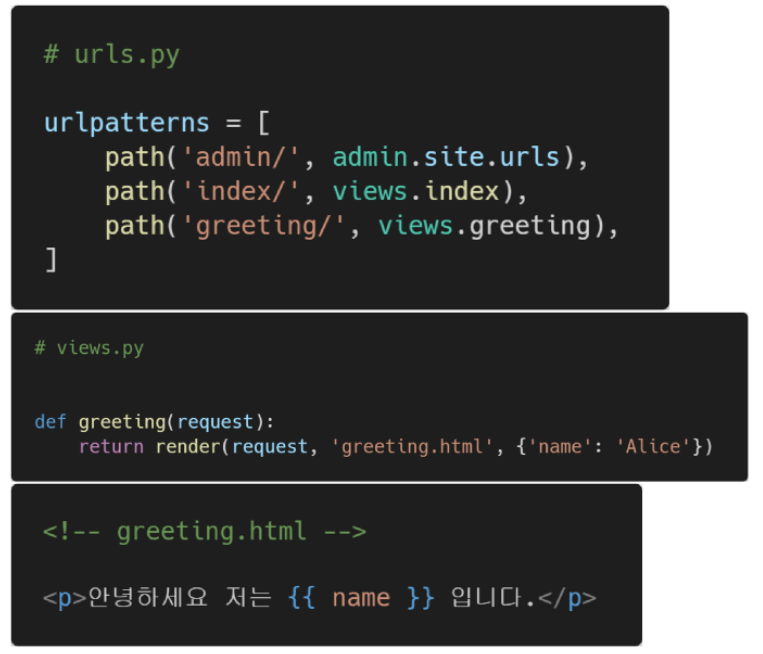 # urls.py
urlpatterns = [
    path('admin/', admin.site.urls),
    path('index/', views.index),
    path('greeting/', views.greeting),
]
# views.py
def greeting(request):
    return render(request, 'greeting.html', {'name': 'Alice'})
<!-- greeting.html -->
<p>안녕하세요 저는 {{ name }} 입니다.</p>